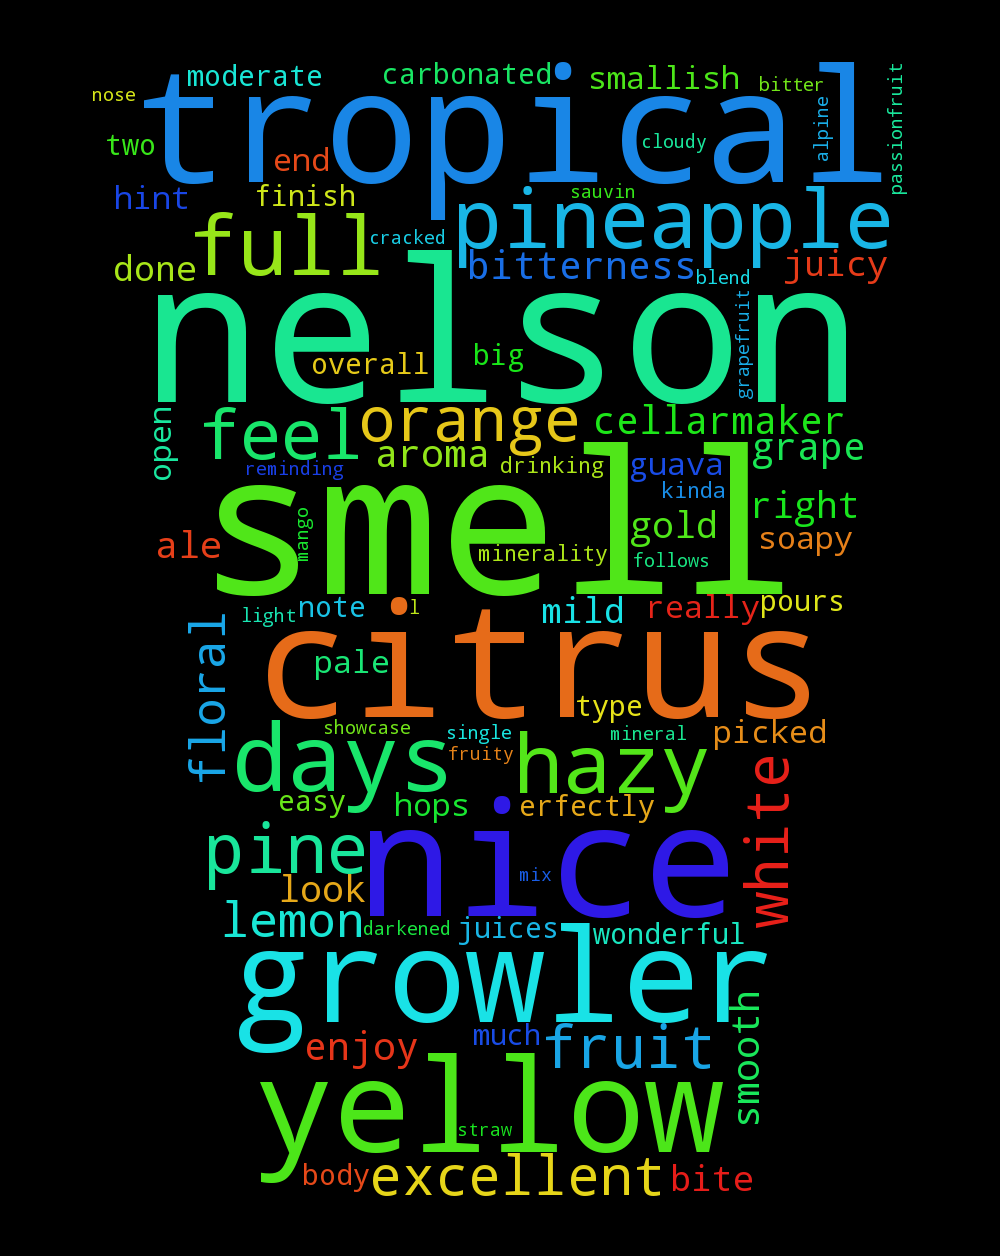 tropical
moderate
carbonated
smallish
bitter
nose
alpine
passionfruit
two
end
cloudy
hint
finish
sauvin
pineapple
full
cracked
done
bitterness
blend
juicy
nelson
grapefruit
overall
big
open
feel
orange
cellarmaker
aroma
grape
reminding
drinking
guava
kinda
smell
right
gold
mango
ale
minerality
follows
soapy
light
note
l
mild
really
pours
floral
citrus
pale
type
showcase
single
mineral
picked
days
fruity
hazy
white
easy
hops
erfectly
pine
nice
look
mix
lemon
darkened
juices
wonderful
growler
smooth
enjoy
much
fruit
yellow
straw
body
excellent
bite